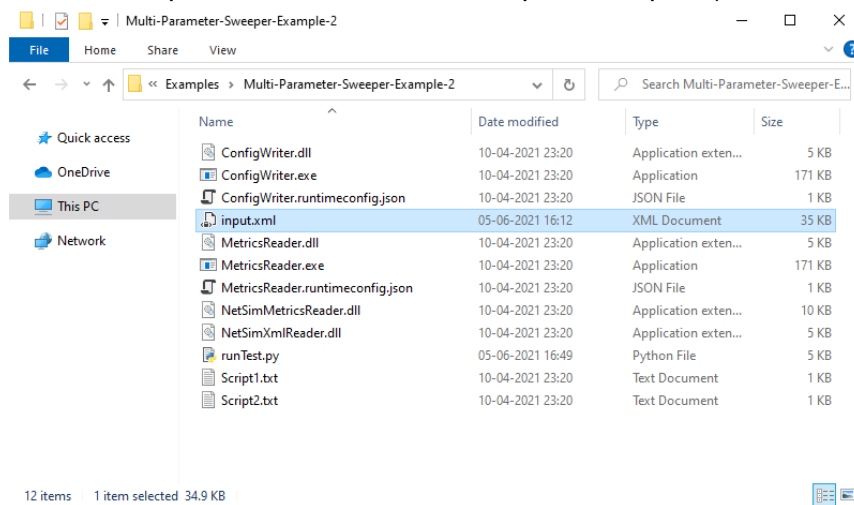 Multi-Parameter-Sweeper-Example-2
File Home Share View
« Examples › Multi-Parameter-Sweeper-Example-2 Search Multi-Parameter-Sweeper-E...
Name Date modified Type Size
Quick access
OneDrive
This PC
Network
ConfigWriter.dll 10-04-2021 23:20 Application exten... 5 KB
ConfigWriter.exe 10-04-2021 23:20 Application 171 KB
ConfigWriter.runtimeconfig.json 10-04-2021 23:20 JSON File 1 KB
input.xml 05-06-2021 16:12 XML Document 35 KB
MetricsReader.dll 10-04-2021 23:20 Application exten... 5 KB
MetricsReader.exe 10-04-2021 23:20 Application 171 KB
MetricsReader.runtimeconfig.json 10-04-2021 23:20 JSON File 1 KB
NetSimMetricsReader.dll 10-04-2021 23:20 Application exten... 10 KB
NetSimXmlReader.dll 10-04-2021 23:20 Application exten... 5 KB
runTest.py 05-06-2021 16:49 Python File 5 KB
Script1.txt 10-04-2021 23:20 Text Document 1 KB
Script2.txt 10-04-2021 23:20 Text Document 1 KB
12 items 1 item selected 34.9 KB